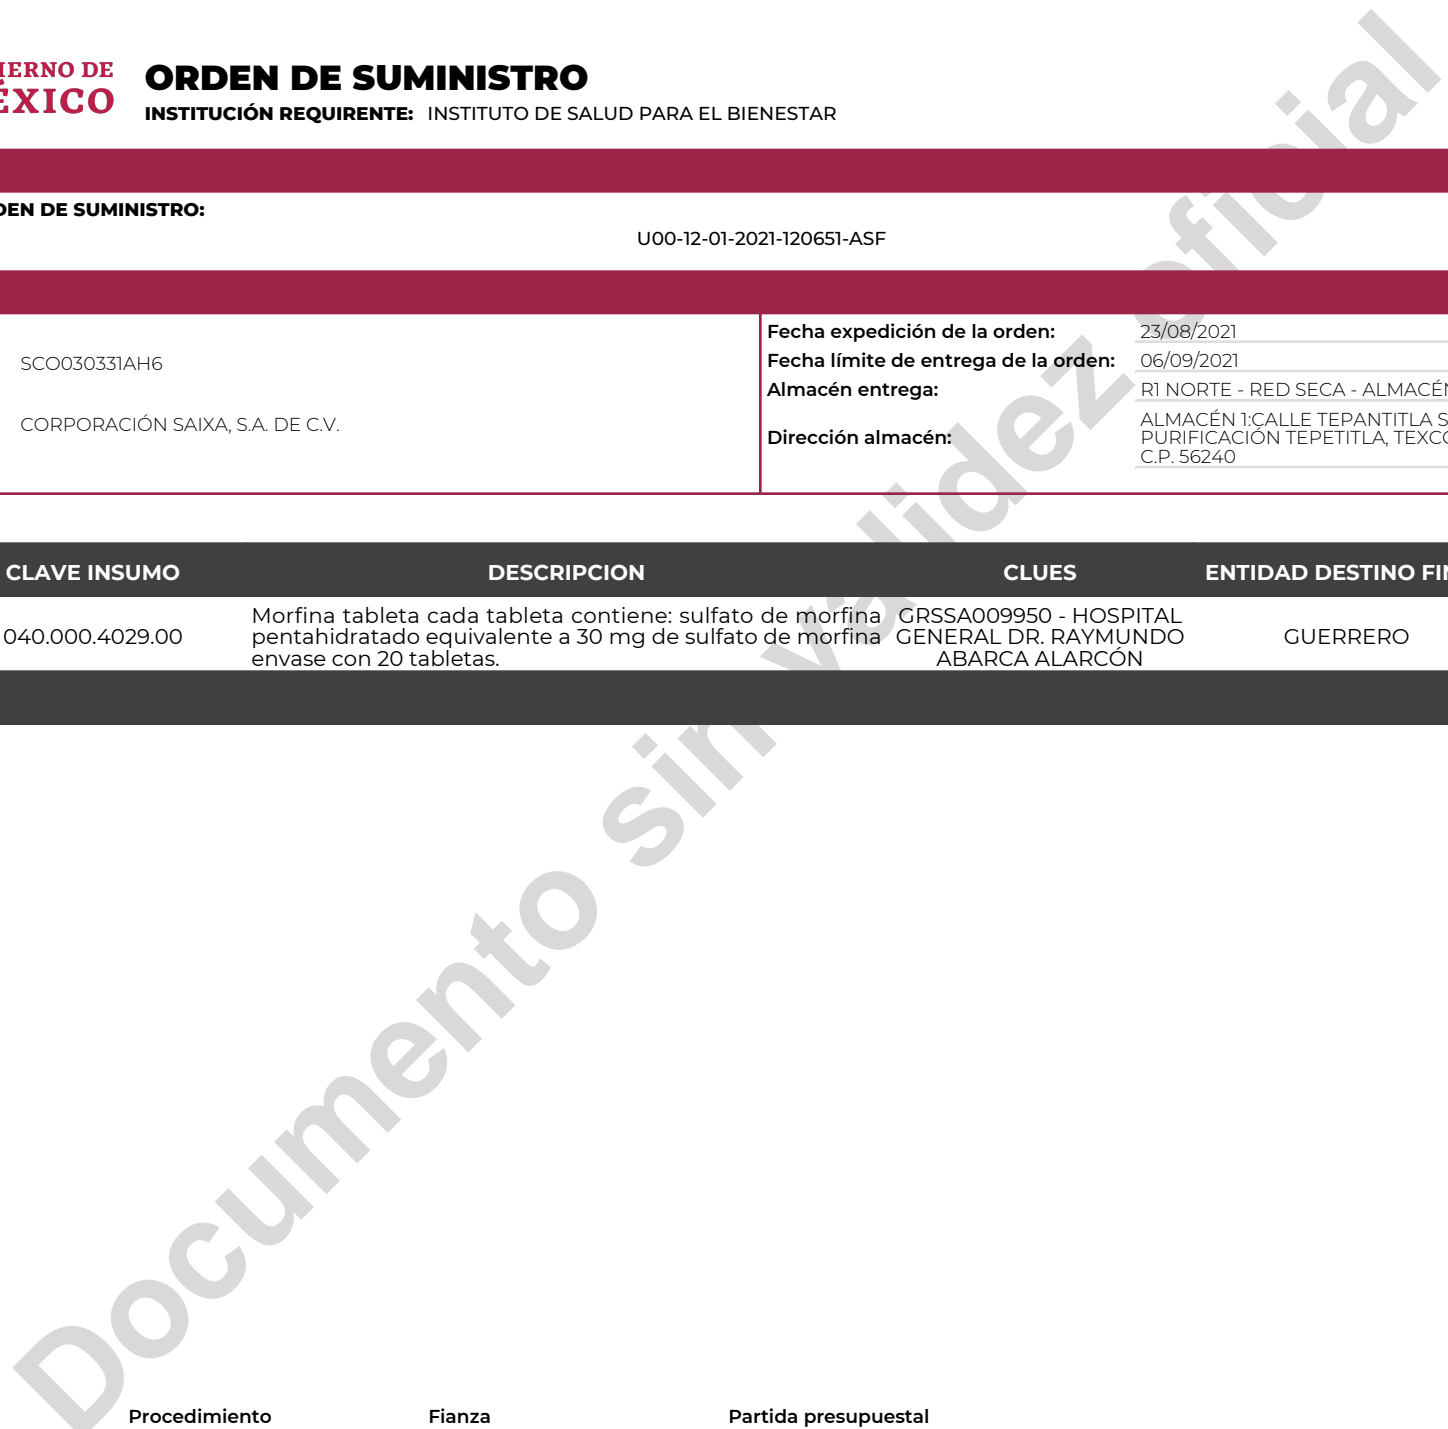 IERNO DE
ÉXICO
ORDEN DE SUMINISTRO
INSTITUCIÓN REQUIRENTE: INSTITUTO DE SALUD PARA EL BIENESTAR
DEN DE SUMINISTRO:
U00-12-01-2021-120651-ASF
SCO030331AH6
CORPORACIÓN SAIXA, S.A. DE C.V.
Fecha expedición de la orden: 23/08/2021
Fecha límite de entrega de la orden: 06/09/2021
Almacén entrega: R1 NORTE - RED SECA - ALMACÉN
Dirección almacén:
ALMACÉN 1:CALLE TEPANTITLA S
PURIFICACIÓN TEPETITLA, TEXCO
C.P. 56240
CLAVE INSUMO DESCRIPCION CLUES ENTIDAD DESTINO FIN
040.000.4029.00
Morfina tableta cada tableta contiene: sulfato de morfina
pentahidratado equivalente a 30 mg de sulfato de morfina
envase con 20 tabletas.
GRSSA009950 - HOSPITAL
GENERAL DR. RAYMUNDO
ABARCA ALARCÓN
GUERRERO
Documento sin validez oficial
Procedimiento Fianza Partida presupuestal